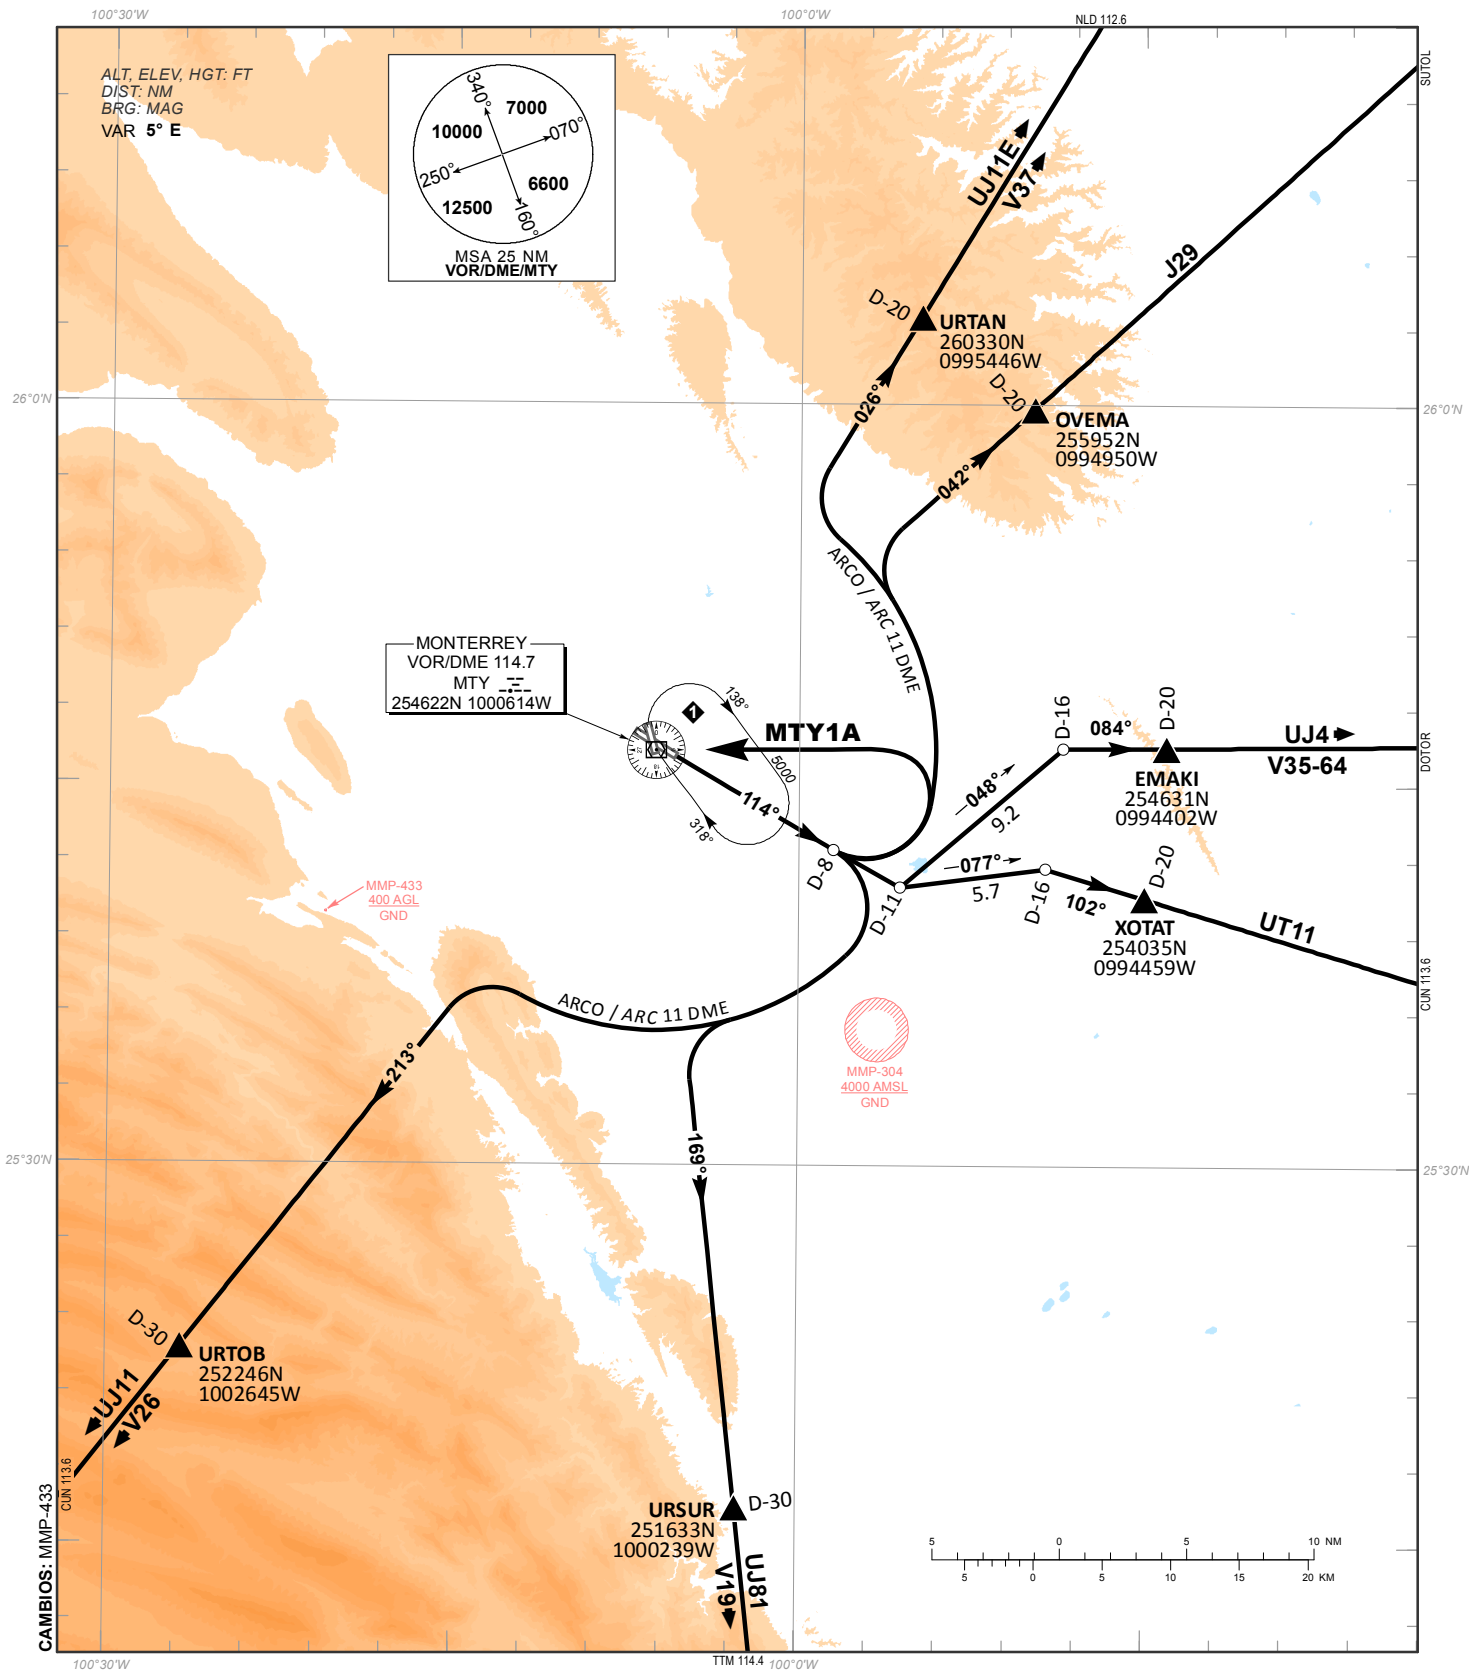 100°30'W
100°0'W
NLD 112.6
SUTOL
ALT, ELEV, HGT: FT
DIST: NM
BRG: MAG
VAR 5° E
340°
7000
070°
10000
250°
6600
12500
160°
MSA 25 NM
VOR/DME/MTY
UJ11E
V37
J29
D-20
URTAN
260330N
0995446W
026°
26°0'N
26°0'N
D-20
OVEMA
255952N
0994950W
042°
ARCO / ARC 11 DME
MONTERREY
VOR/DME 114.7
MTY
254622N 1000614W
138°
1
MTY1A
5000
318°
114°
D-8
D-11
048°
9.2
D-16
084°
D-20
UJ4
V35-64
DOTOR
EMAKI
254631N
0994402W
077°
5.7
D-16
102°
D-20
XOTAT
254035N
0994459W
UT11
CUN 113.6
MMP-433
400 AGL
GND
ARCO / ARC 11 DME
MMP-304
4000 AMSL
GND
213°
169°
25°30'N
25°30'N
D-30
URTOB
252246N
1002645W
UJ11
V26
CUN 113.6
CAMBIOS: MMP-433
URSUR
D-30
251633N
1000239W
V19
UJ81
5 0 5 10 NM
5 0 5 10 15 20 KM
TTM 114.4
100°30'W
100°0'W